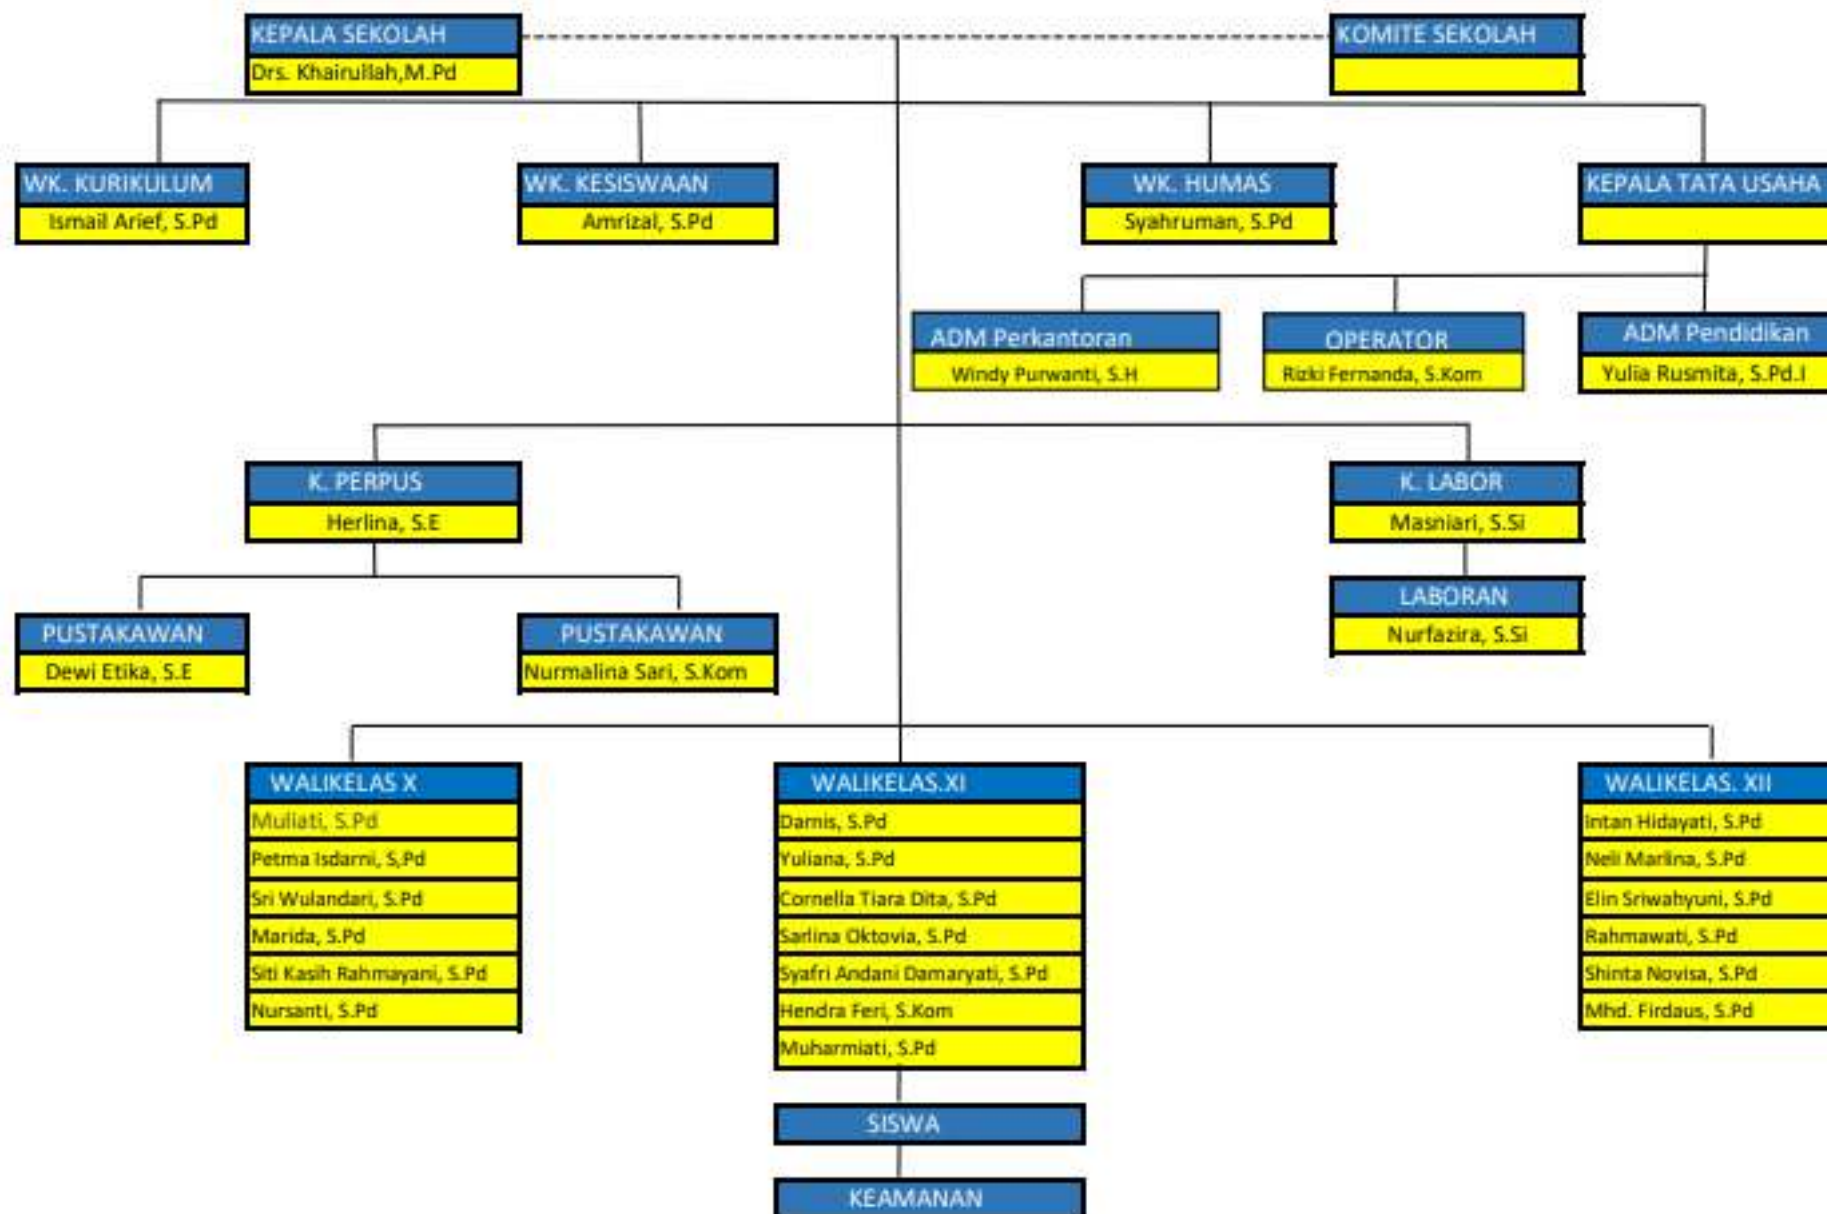 KEPALA SEKOLAH
KOMITE SEKOLAH
Drs. Khairullah,M.Pd
WK. KURIKULUM
WK. KESISWAAN
WK. HUMAS
KEPALA TATA USAHA
Ismail Arief, S.Pd
Amrizal, S.Pd
Syahruman, S.Pd
ADM Perkantoran
OPERATOR
ADM Pendidikan
Windy Purwanti, S.H
Rizki Fernanda, S.Kom
Yulia Rusmita, S.Pd.I
K. PERPUS
K. LABOR
Herlina, S.E
Masniari, S.Si
LABORAN
Nurfazira, S.Si
PUSTAKAWAN
PUSTAKAWAN
Dewi Etika, S.E
Nurmalina Sari, S.Kom
WALIKELAS X
Muliati, S.Pd
Petma Isdarni, S,Pd
Sri Wulandari, S.Pd
Marida, S.Pd
Siti Kasih Rahmayani, S.Pd
Nursanti, S.Pd
WALIKELAS.XI
Darnis, S.Pd
Yuliana, S.Pd
Cornella Tiara Dita, S.Pd
Sarlina Oktovia, S.Pd
Syafri Andani Damaryati, S.Pd
Hendra Feri, S.Kom
Muharmiati, S.Pd
WALIKELAS. XII
Intan Hidayati, S.Pd
Neli Marlina, S.Pd
Elin Sriwahyuni, S.Pd
Rahmawati, S.Pd
Shinta Novisa, S.Pd
Mhd. Firdaus, S.Pd
SISWA
KEAMANAN